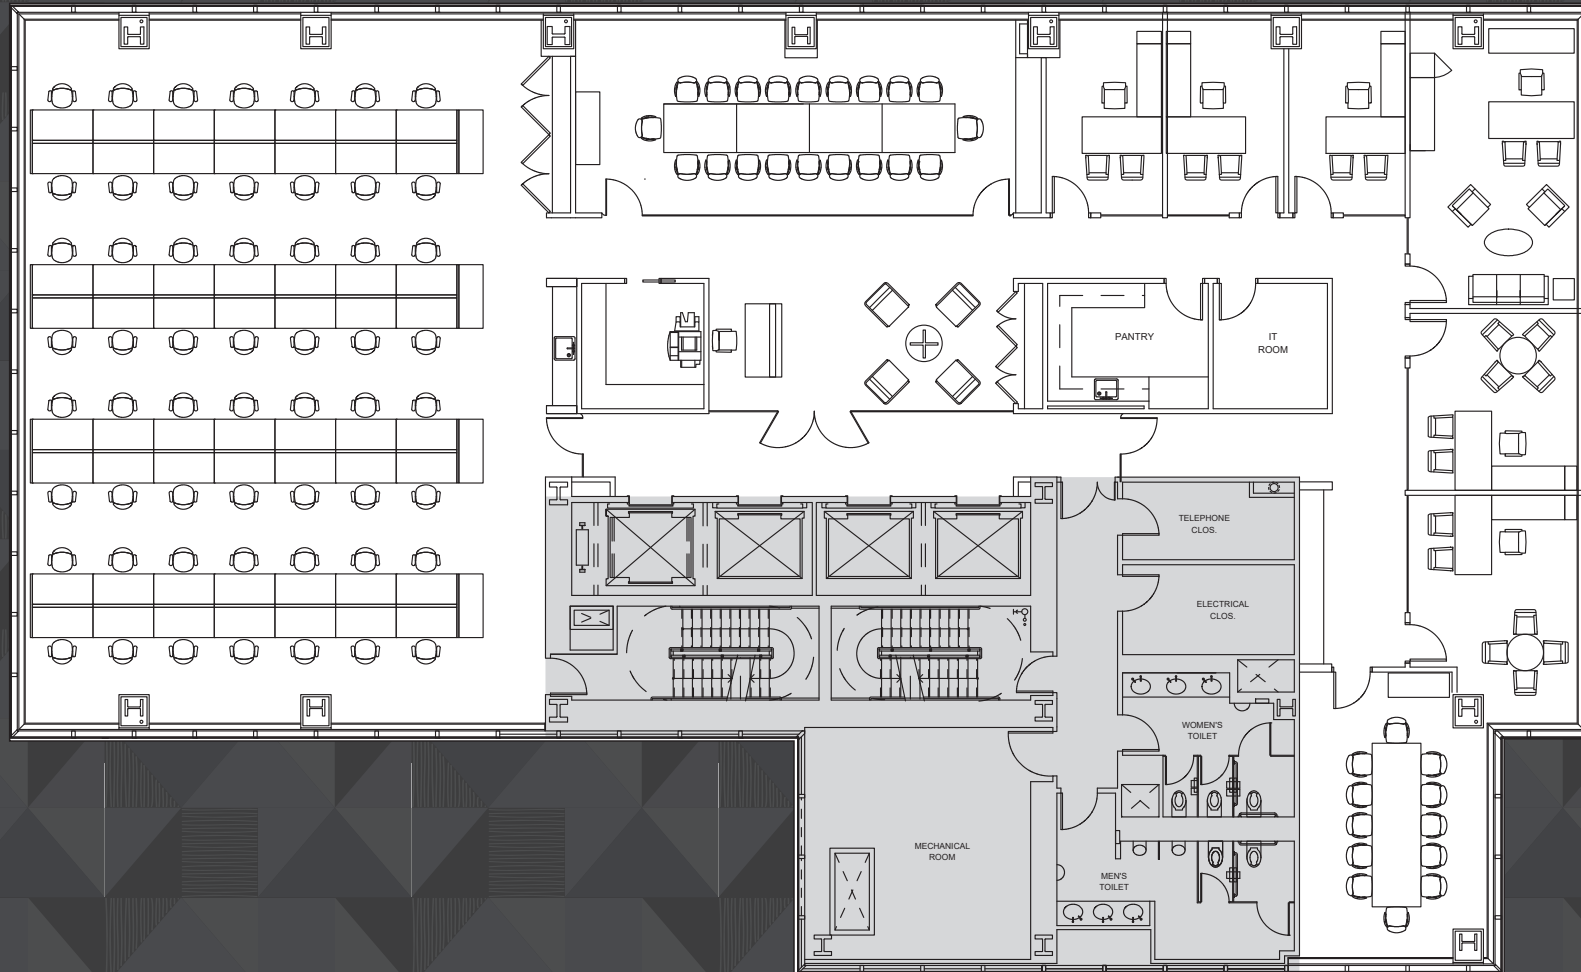 PANTRY
IT
ROOM
TELEPHONE
CLOS.
ELECTRICAL
CLOS.
WOMEN'S
TOILET
MECHANICAL
ROOM
MEN'S
TOILET